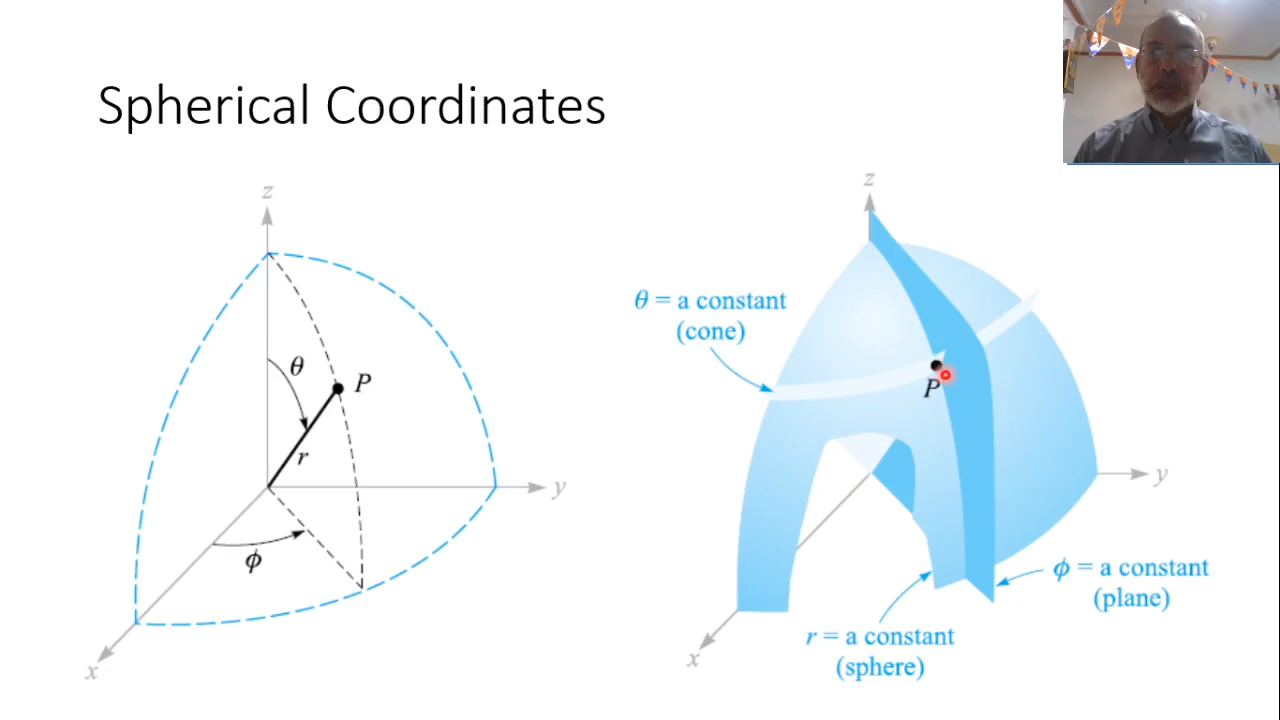 Spherical Coordinates
z
θ
P
r
y
ϕ
x
z
θ = a constant
(cone)
P
y
ϕ = a constant
(plane)
r = a constant
(sphere)
x